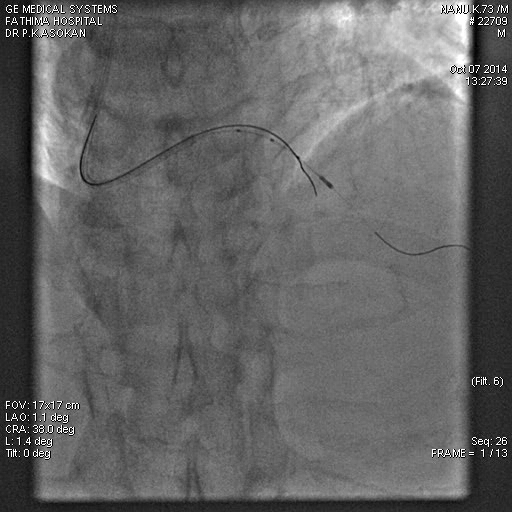 GE MEDICAL SYSTEMS
FATHIMA HOSPITAL
DR P.K.ASOKAN
NANU K.73 /M
# 22709
M
Oct 07 2014
13:27:39
(Filt. 6)
FOV: 17x17 cm
LAO: 1.1 deg
CRA: 38.0 deg
L: 1.4 deg
Tilt: 0 deg
Seq: 26
FRAME = 1 / 13